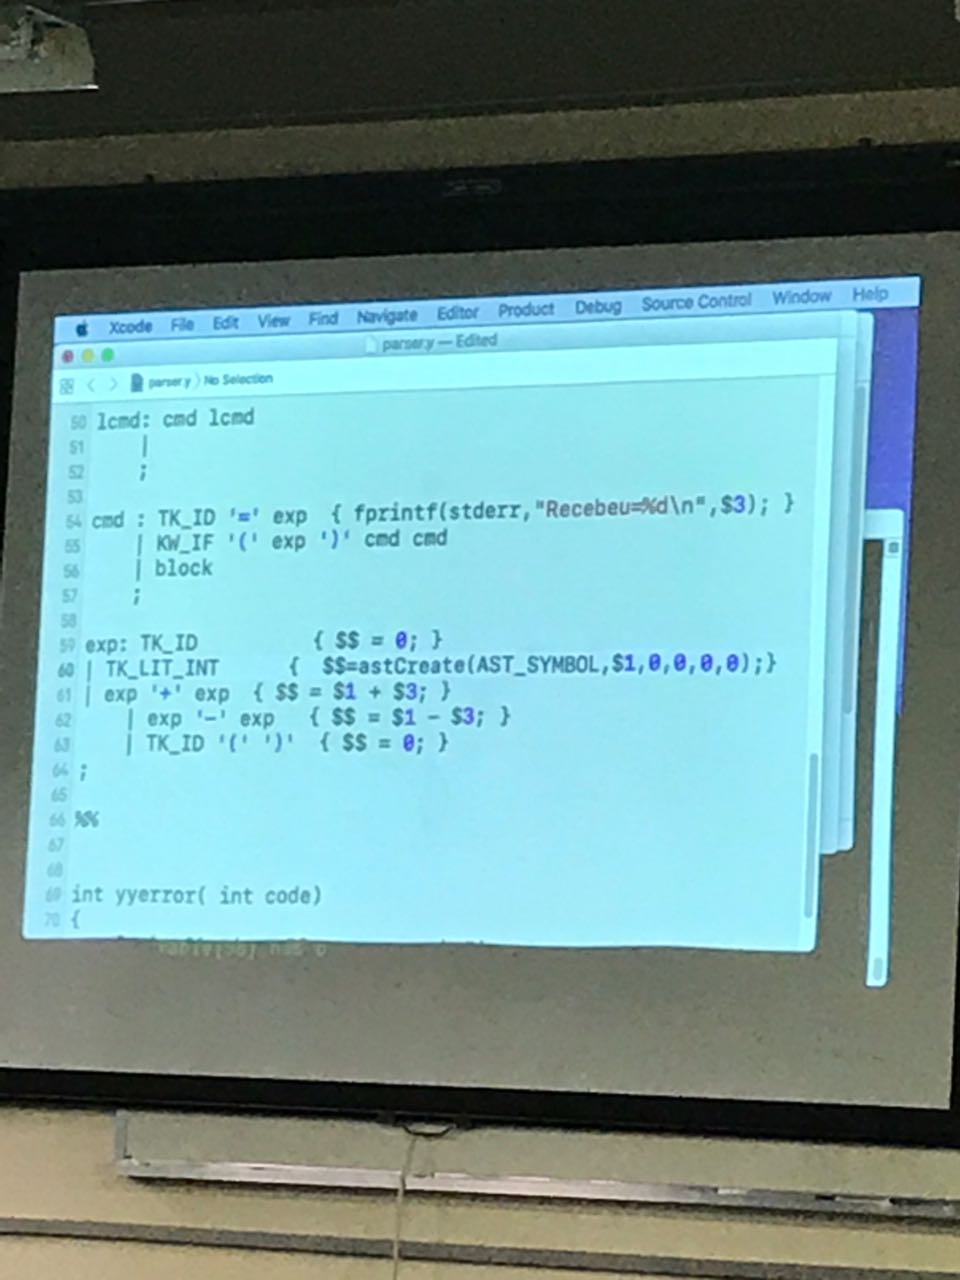 Xcode File Edit View Find Navigate Editor Product Debug Source Control Window Help
parser.y — Edited
parser.y 〉 No Selection
50 lcmd: cmd lcmd
51 |
52 ;
53
54 cmd : TK_ID '=' exp { fprintf(stderr,"Recebeu=%d\n",$3); }
55 | KW_IF '(' exp ')' cmd cmd
56 | block
57 ;
58
59 exp: TK_ID { $$ = 0; }
60 | TK_LIT_INT { $$=astCreate(AST_SYMBOL,$1,0,0,0,0);}
61 | exp '+' exp { $$ = $1 + $3; }
62 | exp '-' exp { $$ = $1 - $3; }
63 | TK_ID '(' ')' { $$ = 0; }
64 ;
65
66 %%
67
68
69 int yyerror( int code)
70 {